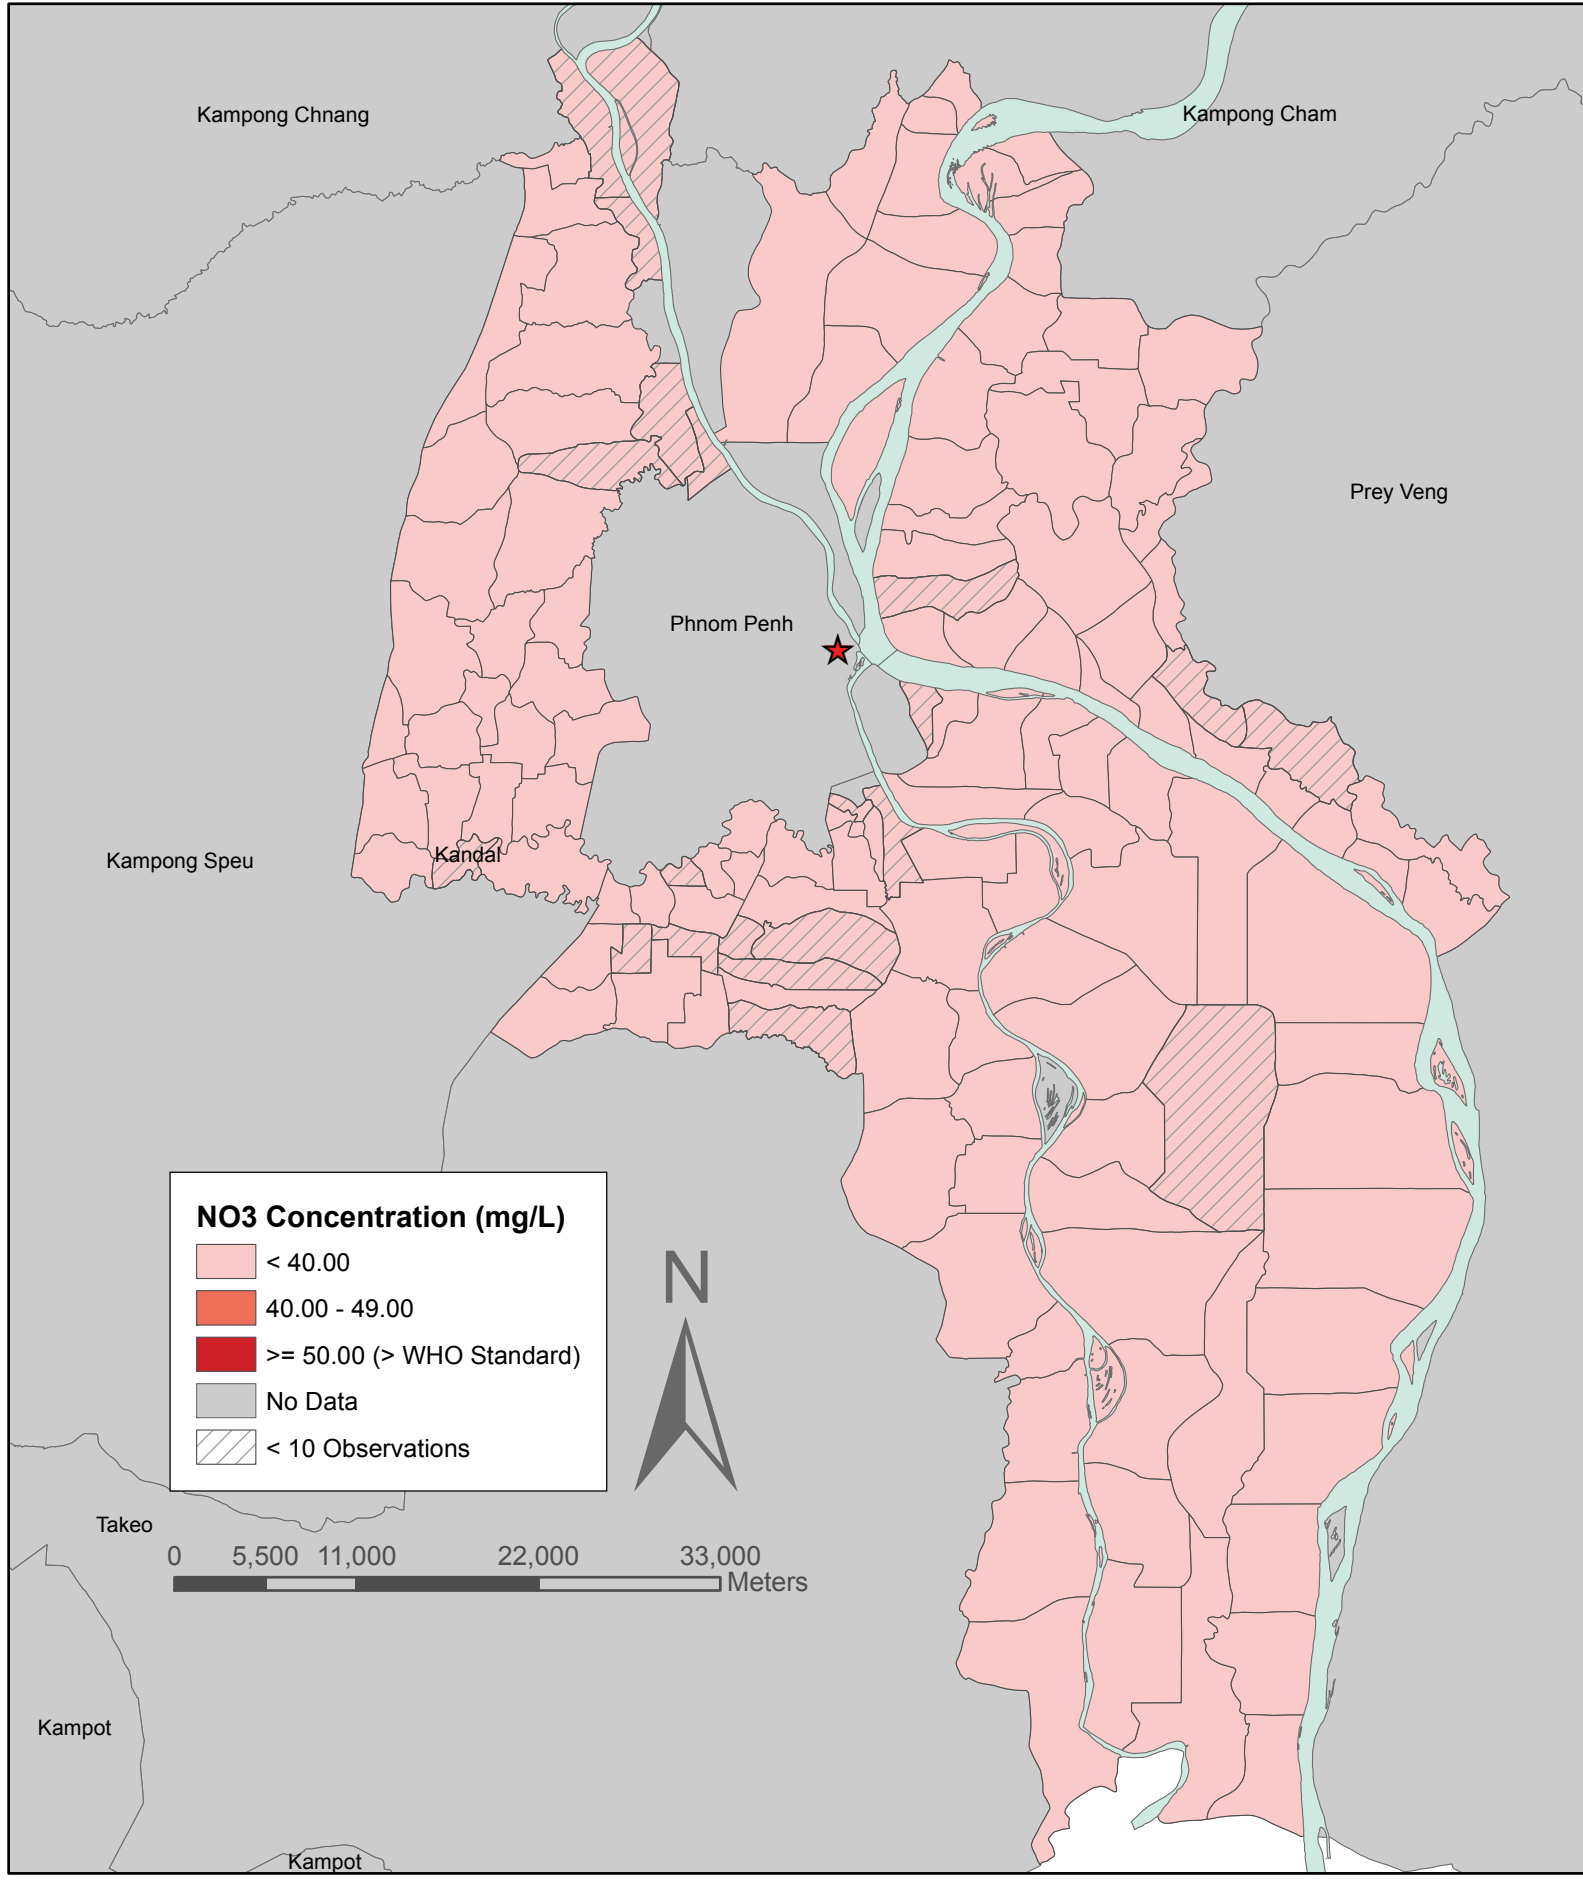 Kampong Chnang
Kampong Cham
Prey Veng
Phnom Penh
Kandal
Kampong Speu
NO3 Concentration (mg/L)
< 40.00
40.00 - 49.00
>= 50.00 (> WHO Standard)
No Data
< 10 Observations
N
Takeo
0 5,500 11,000 22,000 33,000
Meters
Kampot
Kampot